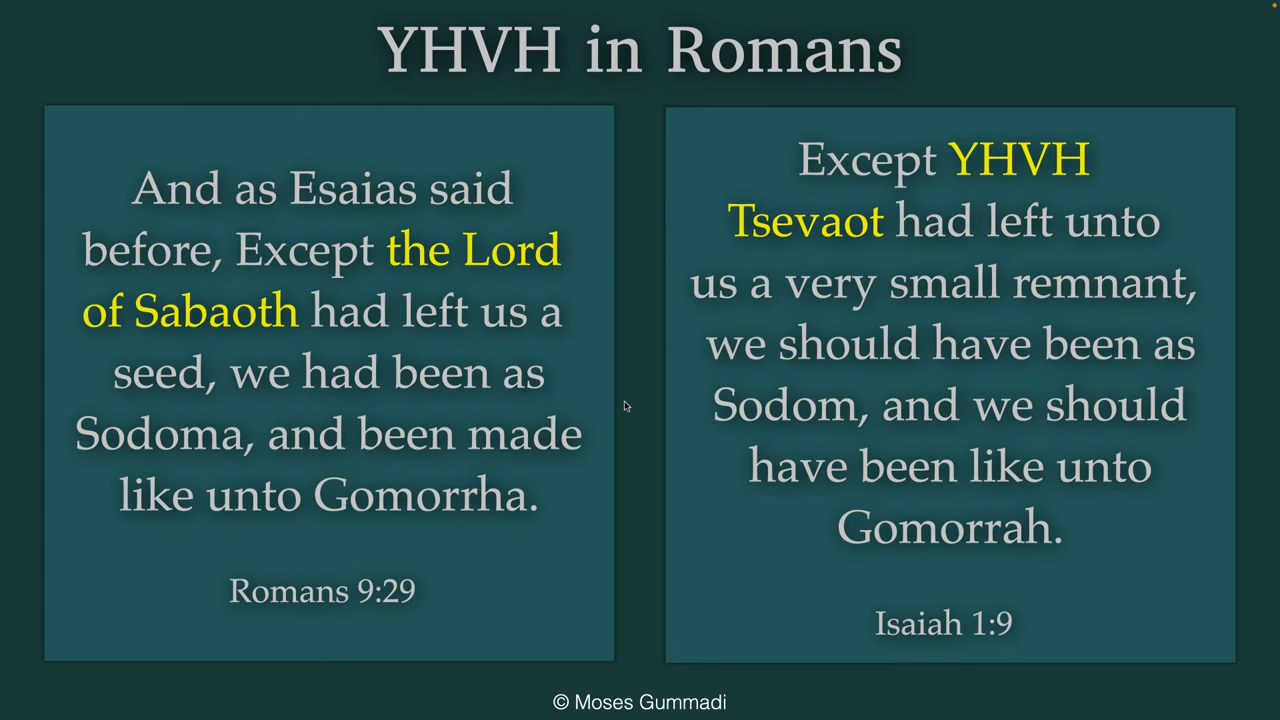 YHVH in Romans
And as Esaias said
before, Except the Lord
of Sabaoth had left us a
seed, we had been as
Sodoma, and been made
like unto Gomorrha.
Romans 9:29
Except YHVH
Tsevaot had left unto
us a very small remnant,
we should have been as
Sodom, and we should
have been like unto
Gomorrah.
Isaiah 1:9
© Moses Gummadi